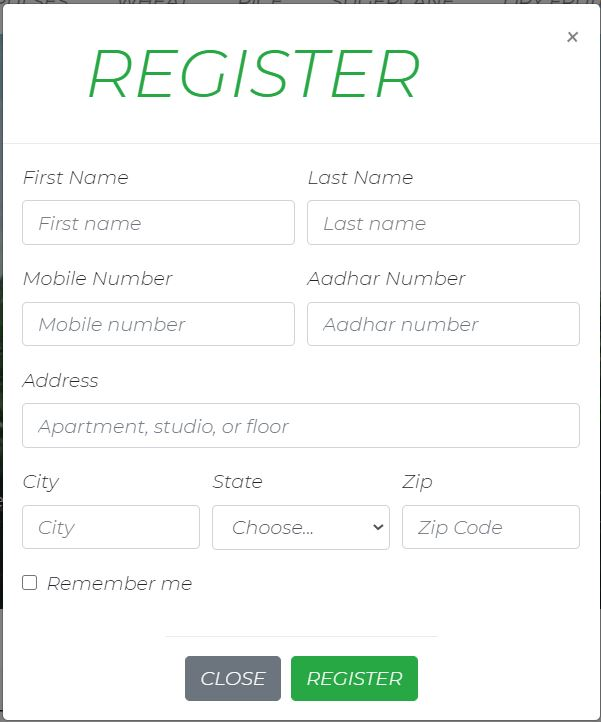 ×
REGISTER
First Name Last Name
First name Last name
Mobile Number Aadhar Number
Mobile number Aadhar number
Address
Apartment, studio, or floor
City State Zip
City Choose... Zip Code
Remember me
CLOSE REGISTER